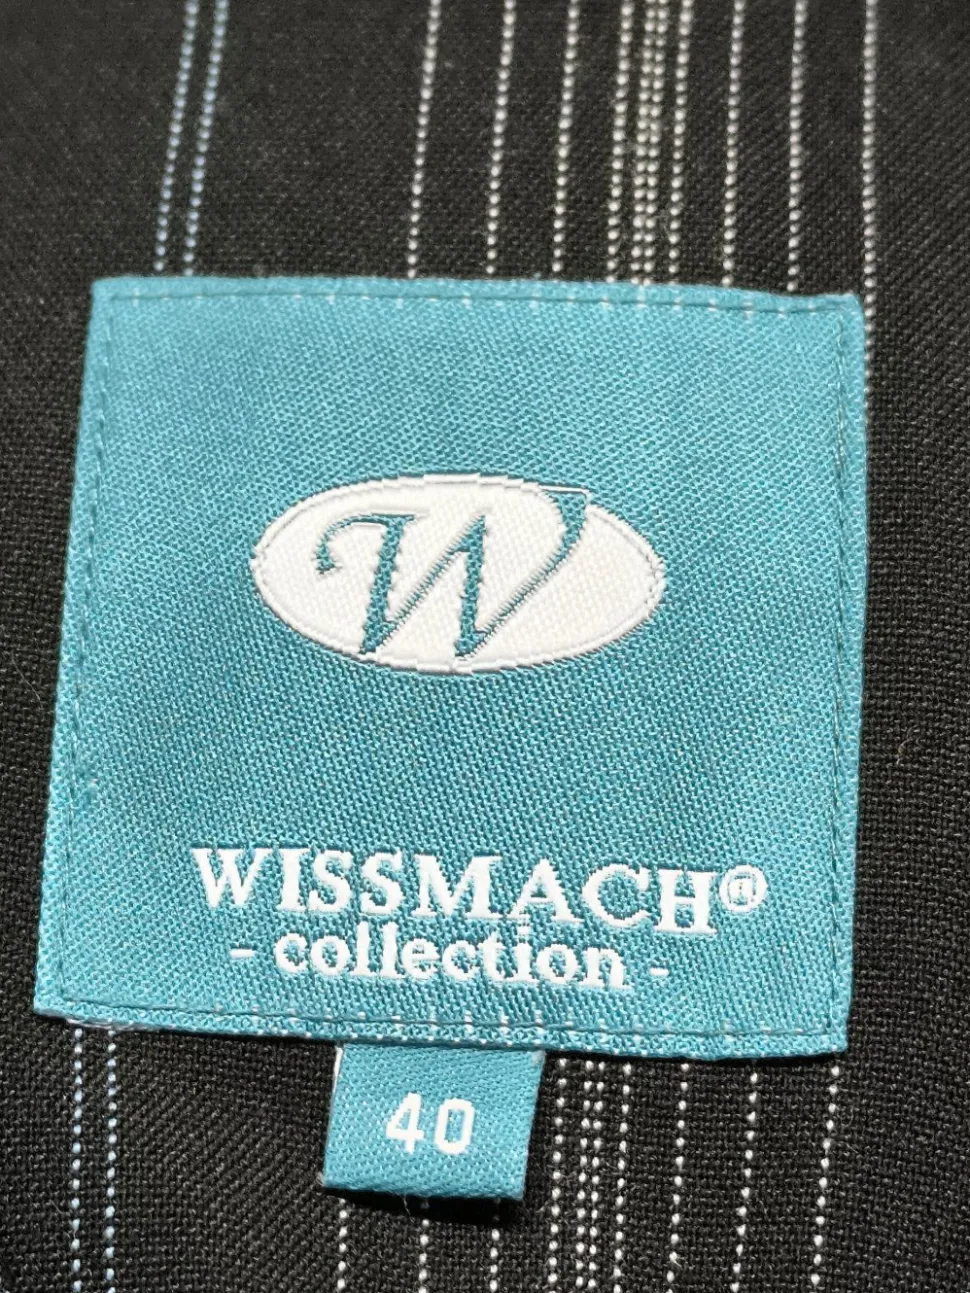 W
WISSMACH®
- collection -
40